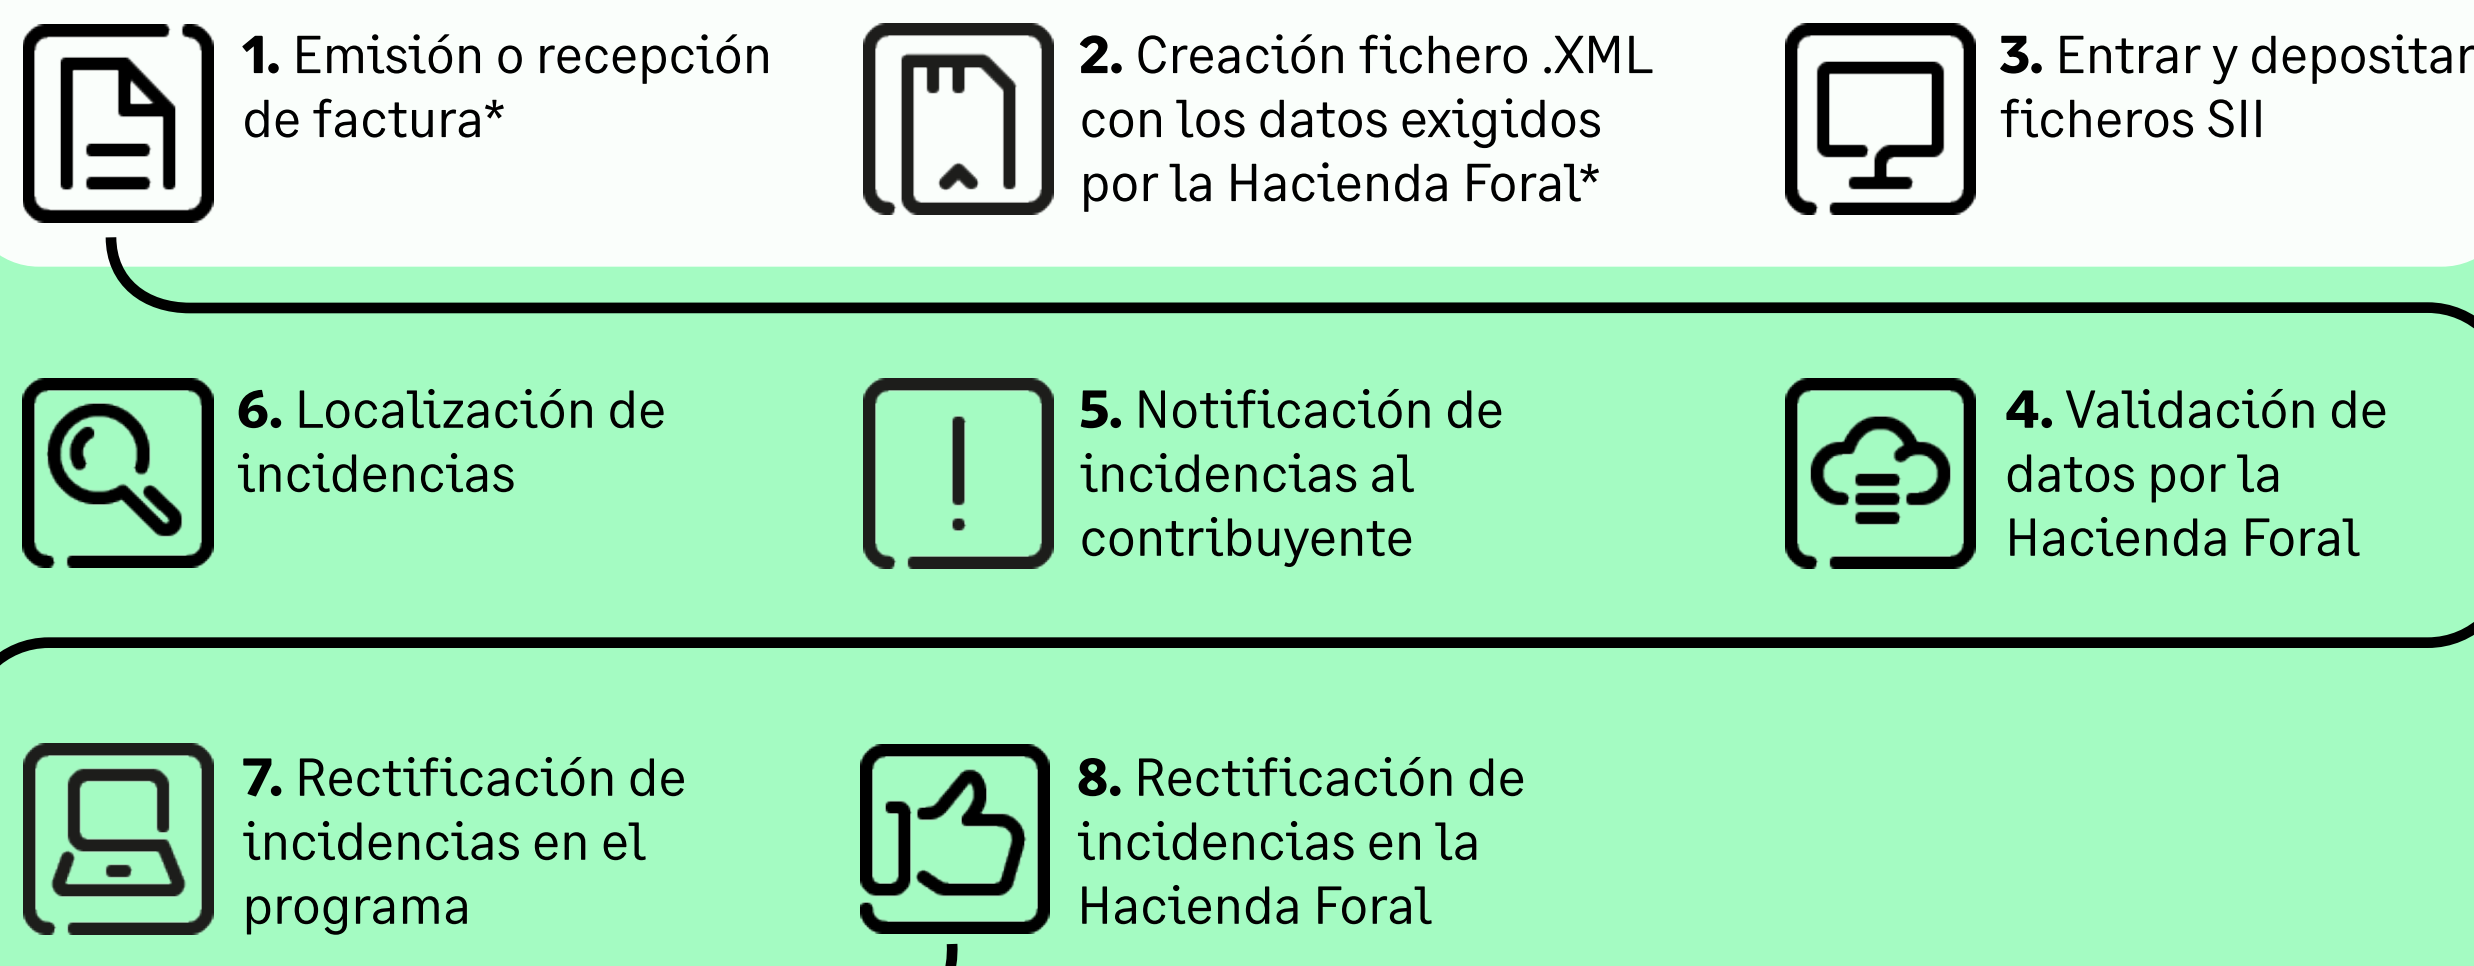 1. Emisión o recepción
de factura*
2. Creación fichero .XML
con los datos exigidos
por la Hacienda Foral*
3. Entrar y depositar
ficheros SII
4. Validación de
datos por la
Hacienda Foral
5. Notificación de
incidencias al
contribuyente
6. Localización de
incidencias
7. Rectificación de
incidencias en el
programa
8. Rectificación de
incidencias en la
Hacienda Foral